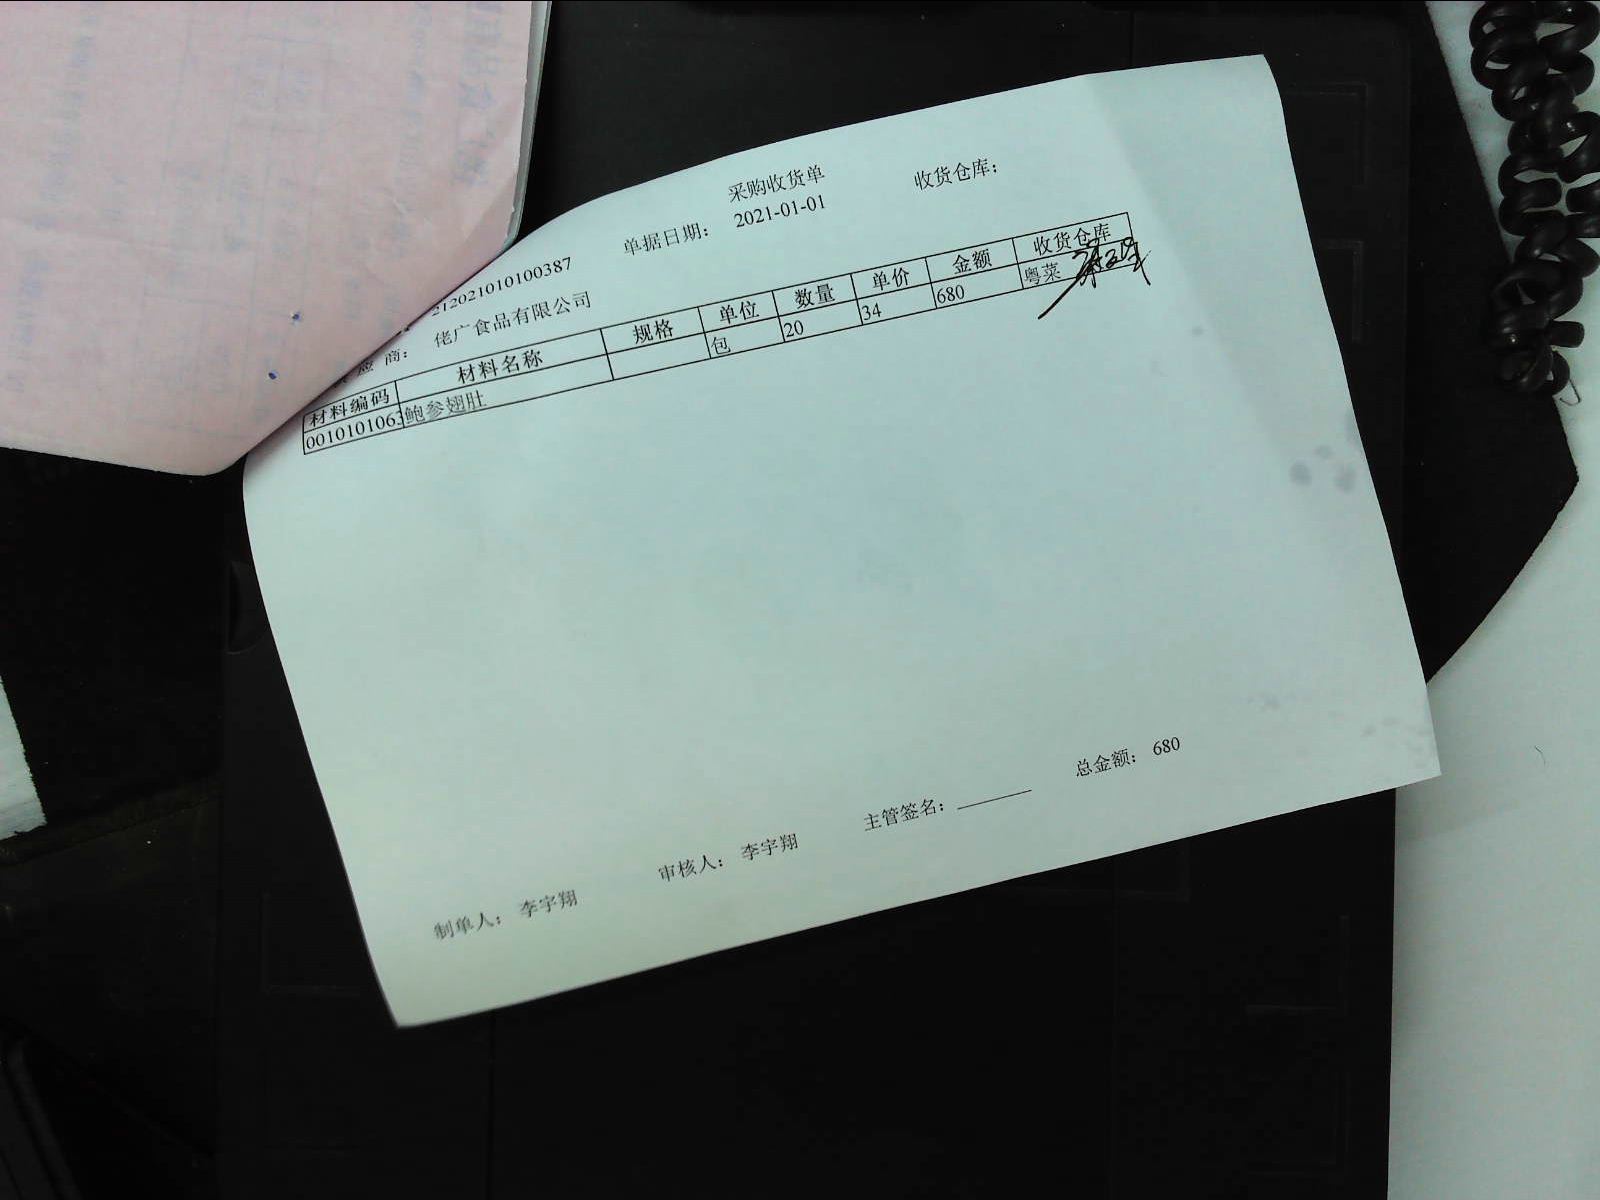 采购收货单
收货仓库：
单据日期： 2021-01-01
212021010100387
应商： 佬广食品有限公司
材料编码 材料名称 规格 单位 数量 单价 金额 收货仓库
0010101063 鲍参翅肚 包 20 34 680 粤菜
总金额： 680
主管签名：
审核人： 李宇翔
制单人： 李宇翔